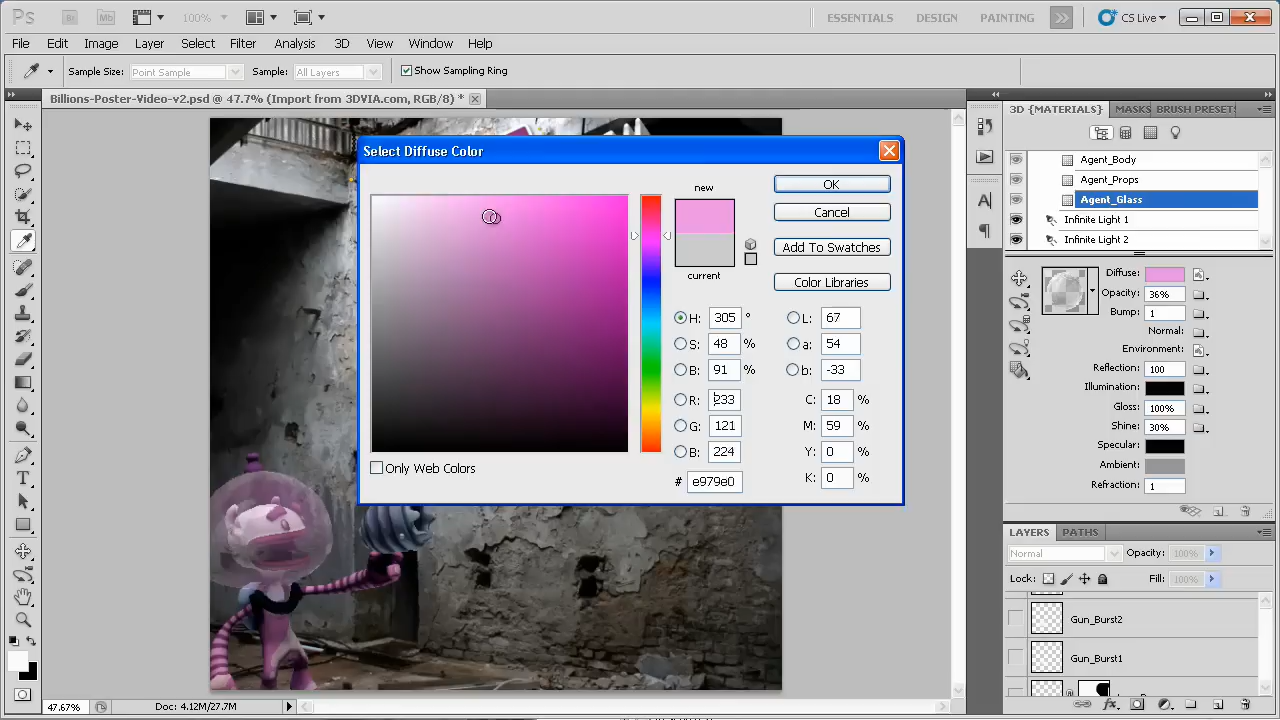 Ps Br Mb 100% ESSENTIALS DESIGN PAINTING CS Live
File Edit Image Layer Select Filter Analysis 3D View Window Help
Sample Size: Point Sample Sample: All Layers Show Sampling Ring
Billions-Poster-Video-v2.psd @ 47.7% (Import from 3DVIA.com, RGB/8) *
3D {MATERIALS} MASKS BRUSH PRESETS
Select Diffuse Color
new
current
OK
Cancel
Add To Swatches
Color Libraries
H: 305 °
S: 48 %
B: 91 %
R: 233
G: 121
B: 224
# e979e0
L: 67
a: 54
b: -33
C: 18 %
M: 59 %
Y: 0 %
K: 0 %
Only Web Colors
Agent_Body
Agent_Props
Agent_Glass
Infinite Light 1
Infinite Light 2
Diffuse:
Opacity: 36%
Bump: 1
Normal:
Environment:
Reflection: 100
Illumination:
Gloss: 100%
Shine: 30%
Specular:
Ambient:
Refraction: 1
LAYERS PATHS
Normal Opacity: 100%
Lock: Fill: 100%
Gun_Burst2
Gun_Burst1
47.67% Doc: 4.12M/27.7M